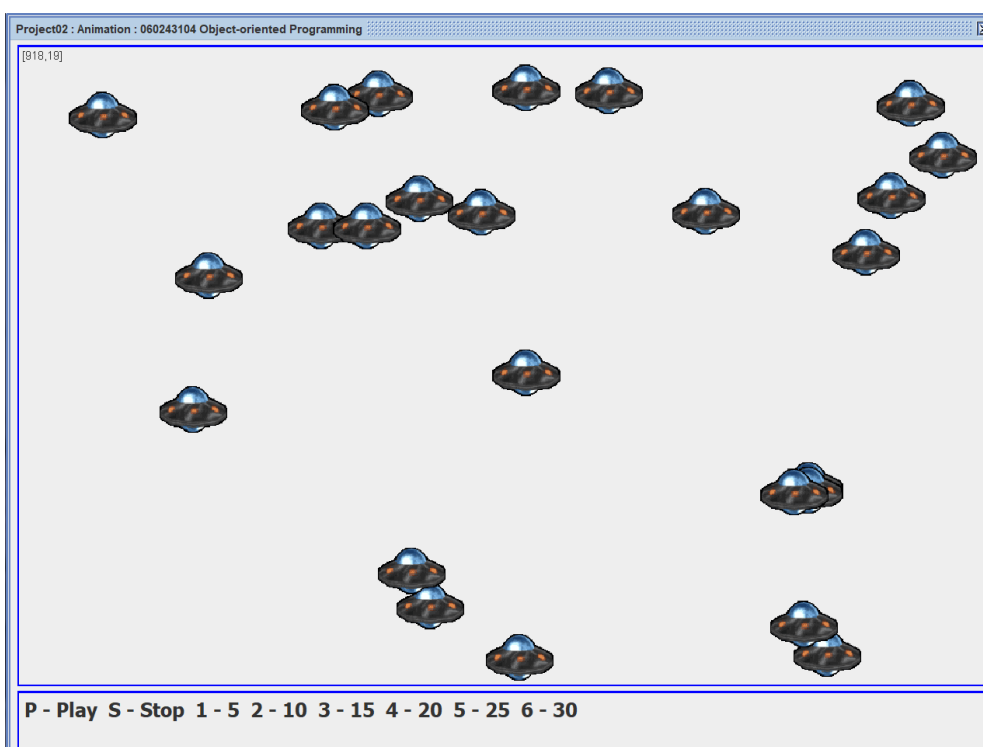 Project02 : Animation : 060243104 Object-oriented Programming
[918,19]
P - Play S - Stop 1 - 5 2 - 10 3 - 15 4 - 20 5 - 25 6 - 30